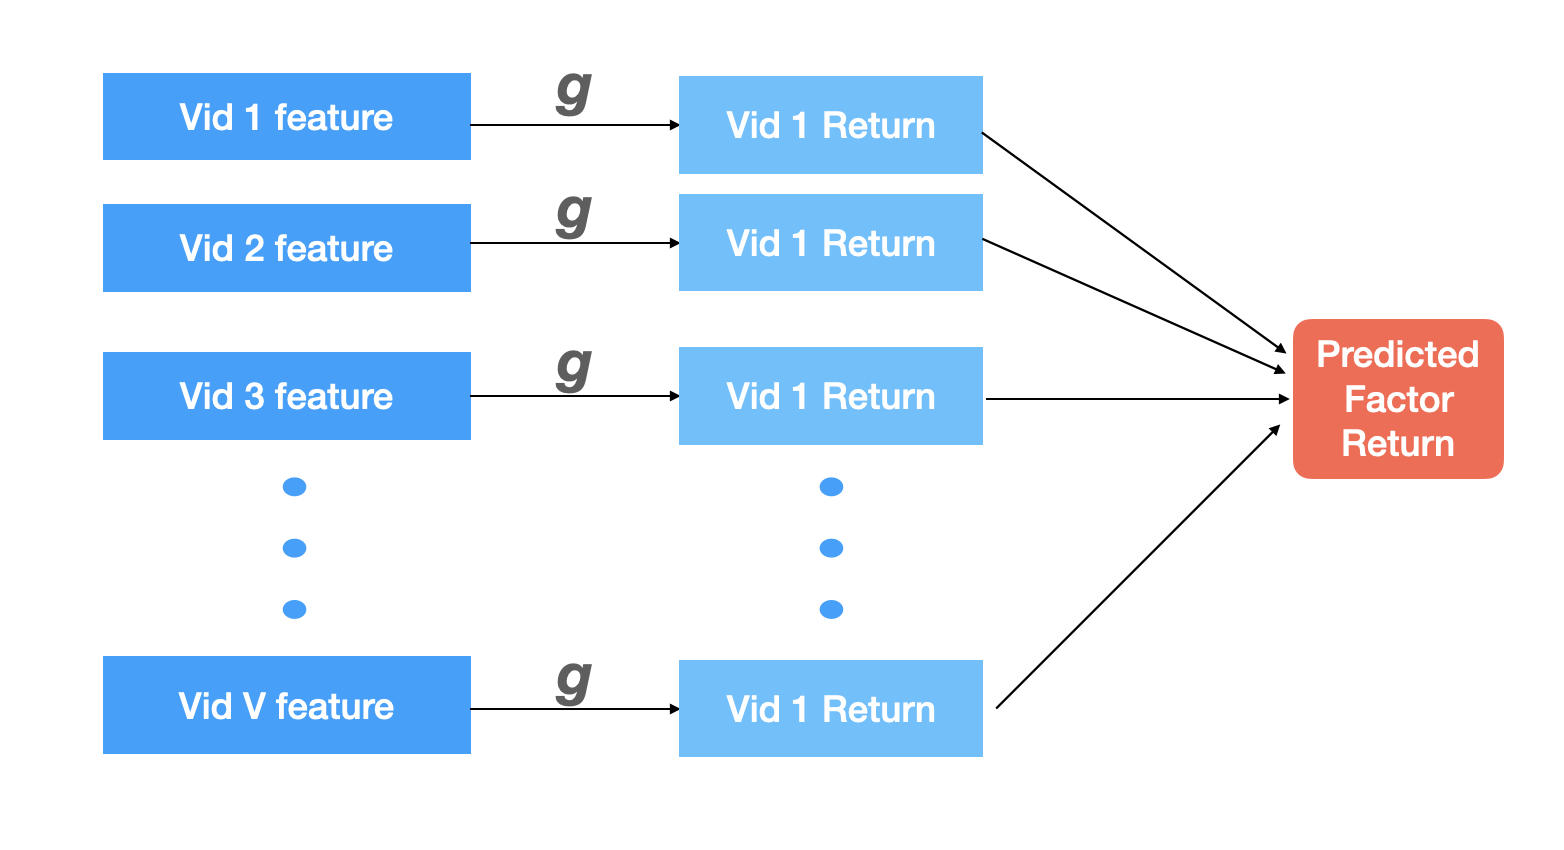 Vid 1 feature
g
Vid 1 Return
Vid 2 feature
g
Vid 1 Return
Vid 3 feature
g
Vid 1 Return
Predicted
Factor
Return
Vid V feature
g
Vid 1 Return